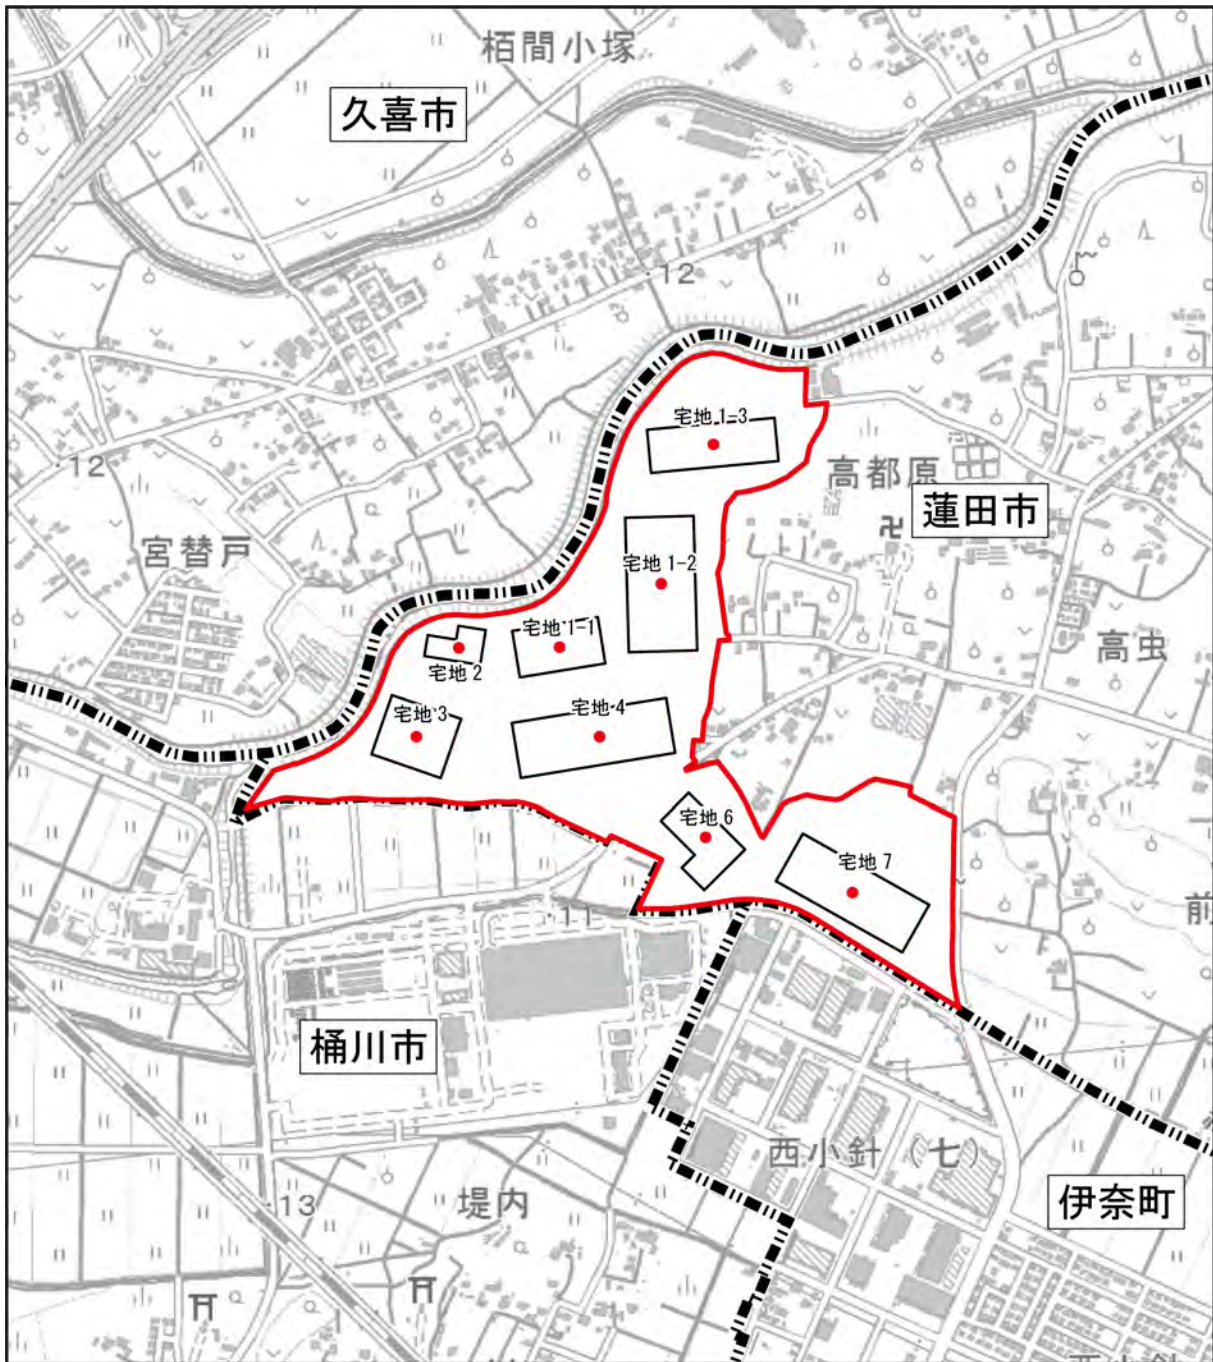 栢間小塚
久喜市
12
宅地 1-3
12
高都原
蓮田市
宮替戸
宅地 1-2
宅地 1-1
高虫
宅地 2
宅地 3
宅地 4
宅地 6
宅地 7
前
11
桶川市
西小針(七)
堤内
13
伊奈町